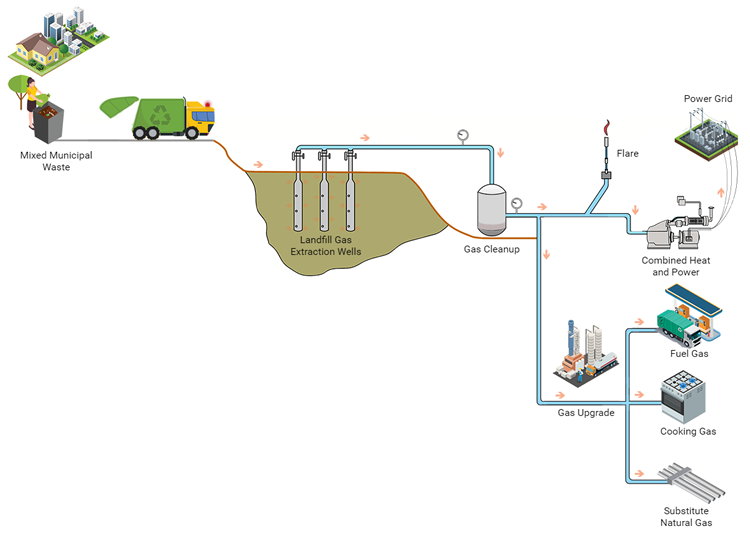 Mixed Municipal
Waste
Landfill Gas
Extraction Wells
Gas Cleanup
Flare
Power Grid
Combined Heat
and Power
Fuel Gas
Gas Upgrade
Cooking Gas
Substitute
Natural Gas